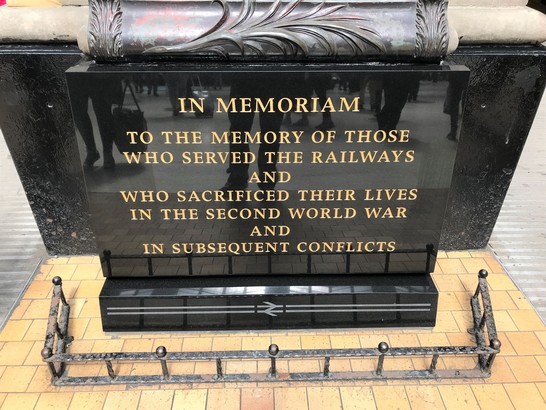 IN MEMORIAM
TO THE MEMORY OF THOSE
WHO SERVED THE RAILWAYS
AND
WHO SACRIFICED THEIR LIVES
IN THE SECOND WORLD WAR
AND
IN SUBSEQUENT CONFLICTS